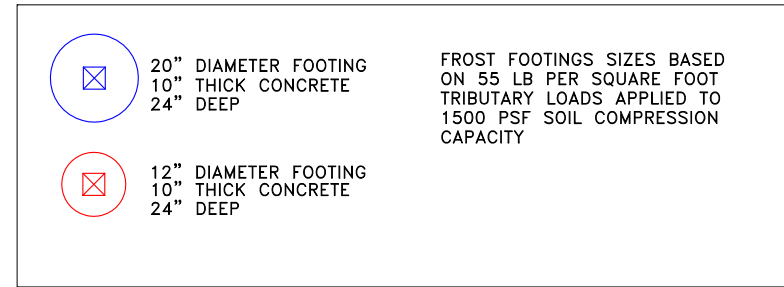 20" DIAMETER FOOTING
10" THICK CONCRETE
24" DEEP
12" DIAMETER FOOTING
10" THICK CONCRETE
24" DEEP
FROST FOOTINGS SIZES BASED
ON 55 LB PER SQUARE FOOT
TRIBUTARY LOADS APPLIED TO
1500 PSF SOIL COMPRESSION
CAPACITY